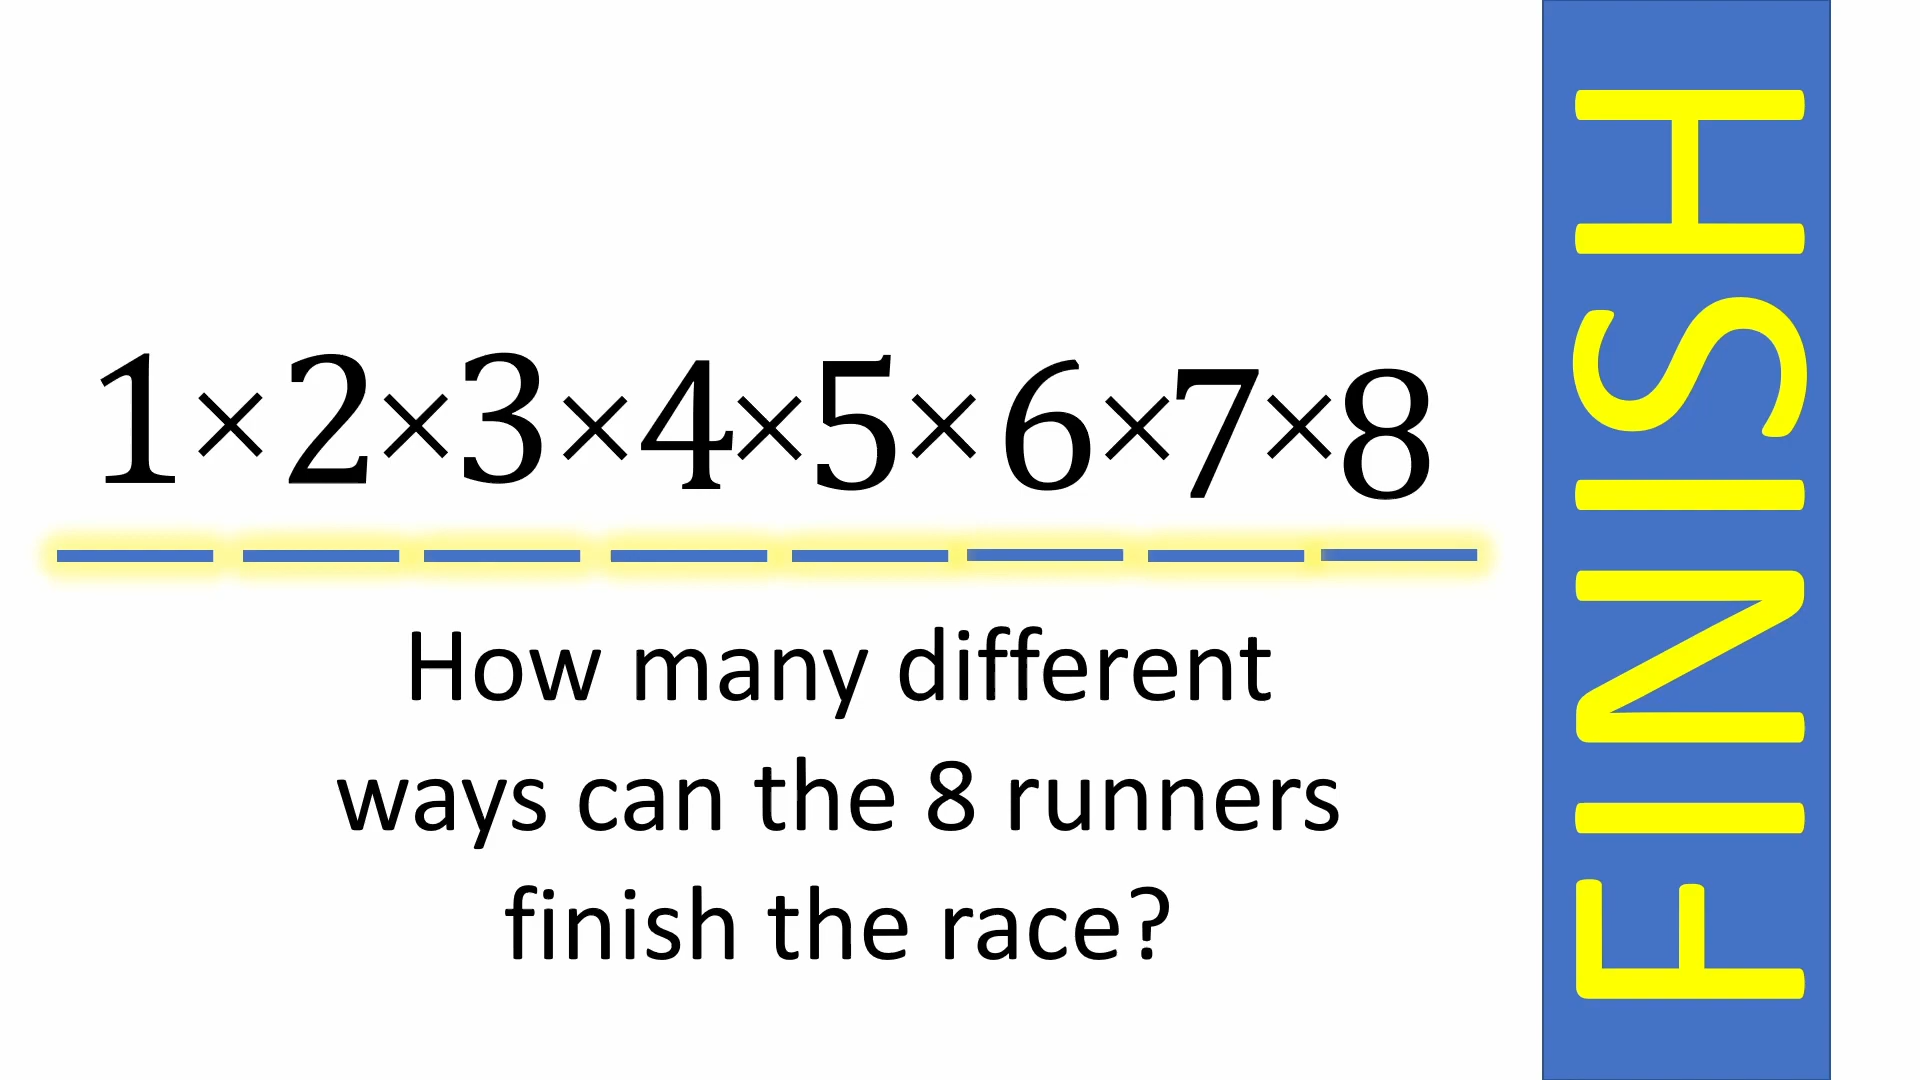 1×2×3×4×5×6×7×8
How many different
ways can the 8 runners
finish the race?
FINISH